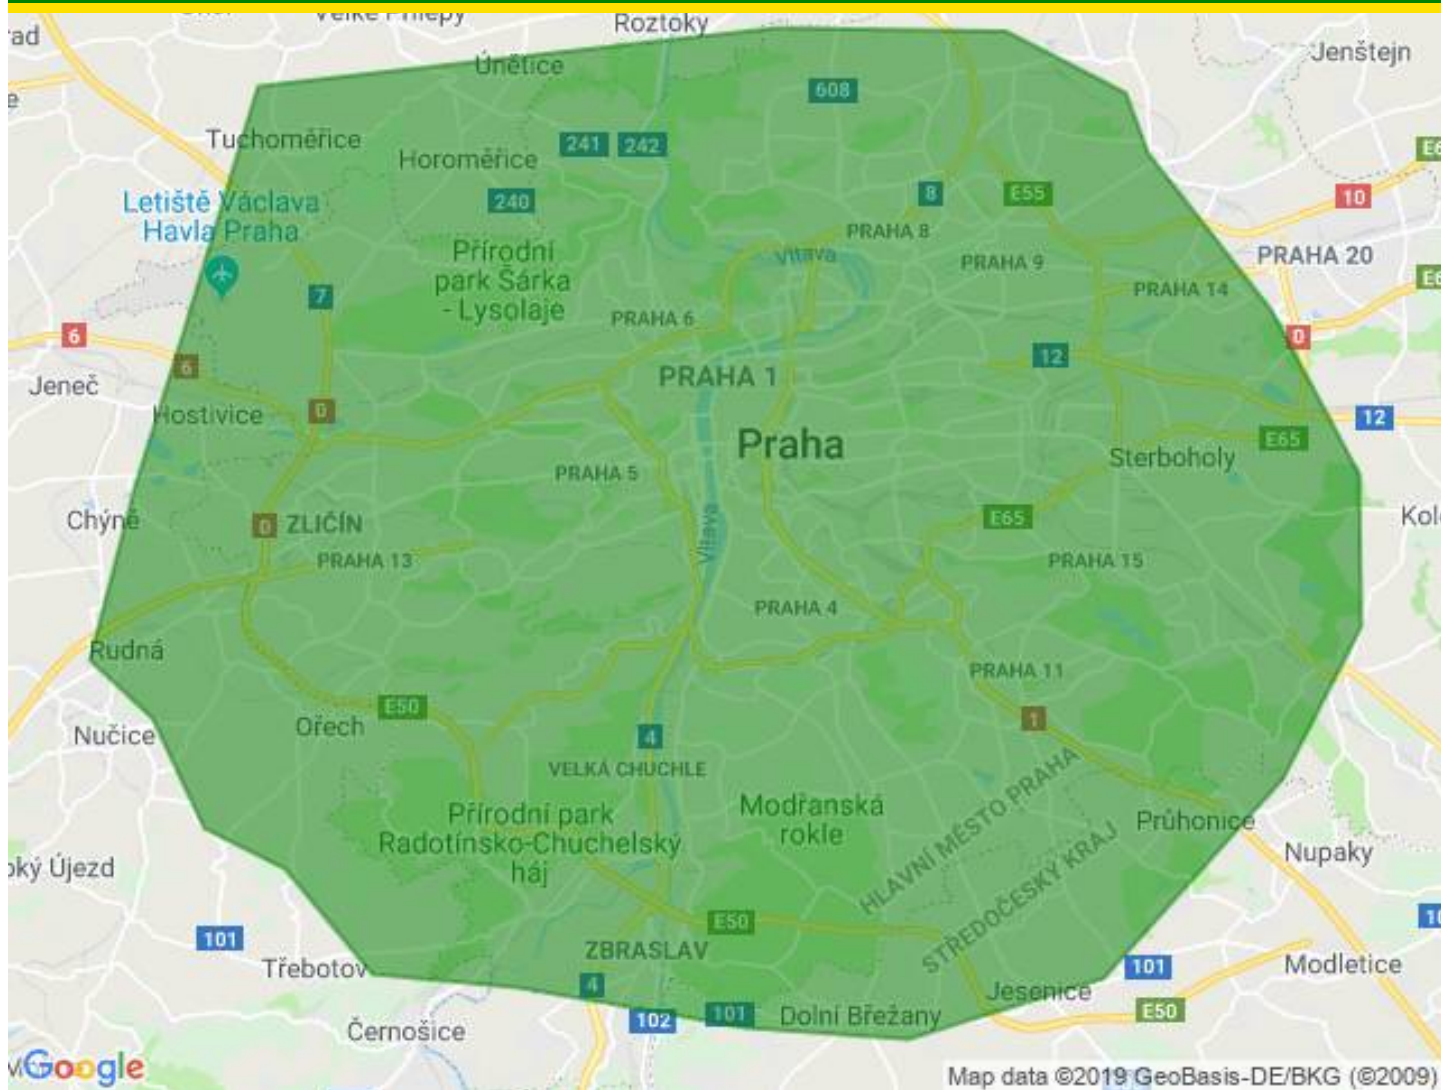 Roztoky
Jenštejn
Únětice
608
Tuchoměřice
241
242
Horoměřice
10
Letiště Václava
Havla Praha
240
8
E55
PRAHA 8
Přírodní
park Šárka
- Lysolaje
Vltava
PRAHA 9
PRAHA 20
7
PRAHA 14
PRAHA 6
6
0
12
6
PRAHA 1
Jeneč
Hostivice
0
12
Praha
E65
PRAHA 5
Sterboholy
Chýně
0
ZLIČÍN
Vltava
E65
PRAHA 13
PRAHA 15
PRAHA 4
Rudná
PRAHA 11
E50
Ořech
1
Nučice
4
VELKÁ CHUCHLE
Přírodní park
Radotínsko-Chuchelský
háj
Modřanská
rokle
HLAVNÍ MĚSTO PRAHA
STŘEDOČESKÝ KRAJ
Průhonice
Nupaky
Újezd
E50
101
ZBRASLAV
Třebotov
101
Modletice
4
Jesenice
Černošice
102
101
Dolní Břežany
E50
Google
Map data ©2019 GeoBasis-DE/BKG (©2009)